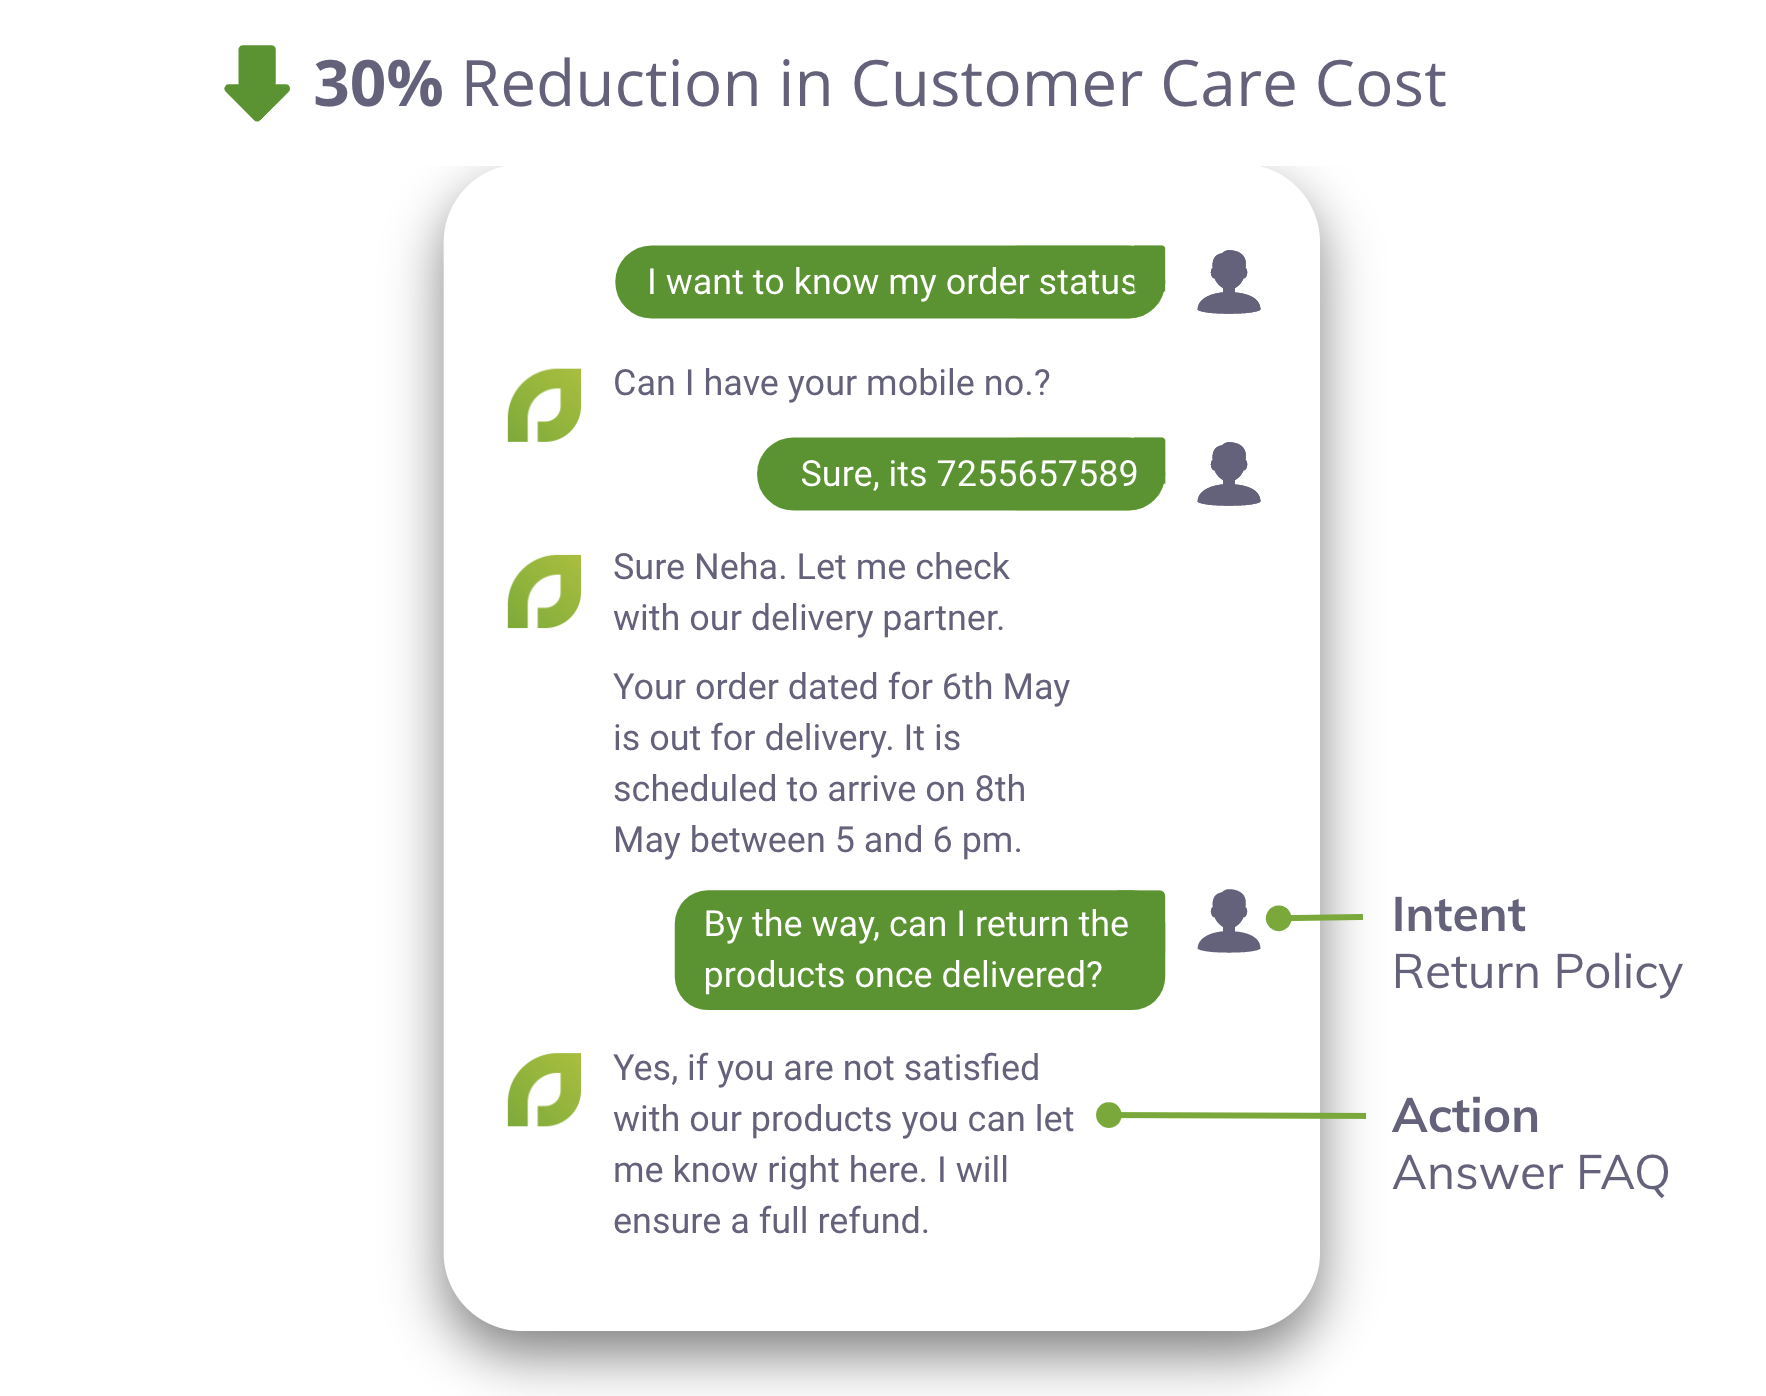 30% Reduction in Customer Care Cost
I want to know my order status
Can I have your mobile no.?
Sure, its 7255657589
Sure Neha. Let me check
with our delivery partner.
Your order dated for 6th May
is out for delivery. It is
scheduled to arrive on 8th
May between 5 and 6 pm.
By the way, can I return the
products once delivered?
Intent
Return Policy
Yes, if you are not satisfied
with our products you can let
me know right here. I will
ensure a full refund.
Action
Answer FAQ